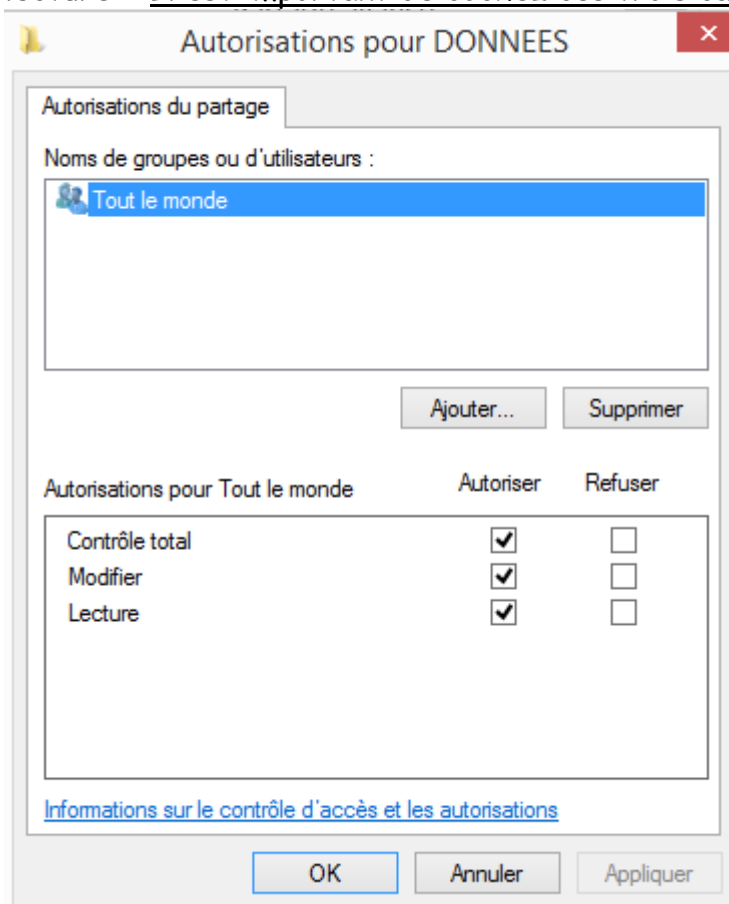 Autorisations pour DONNEES
Autorisations du partage
Noms de groupes ou d'utilisateurs :
Tout le monde
Ajouter... Supprimer
Autorisations pour Tout le monde Autoriser Refuser
Contrôle total
Modifier
Lecture
Informations sur le contrôle d'accès et les autorisations
OK Annuler Appliquer